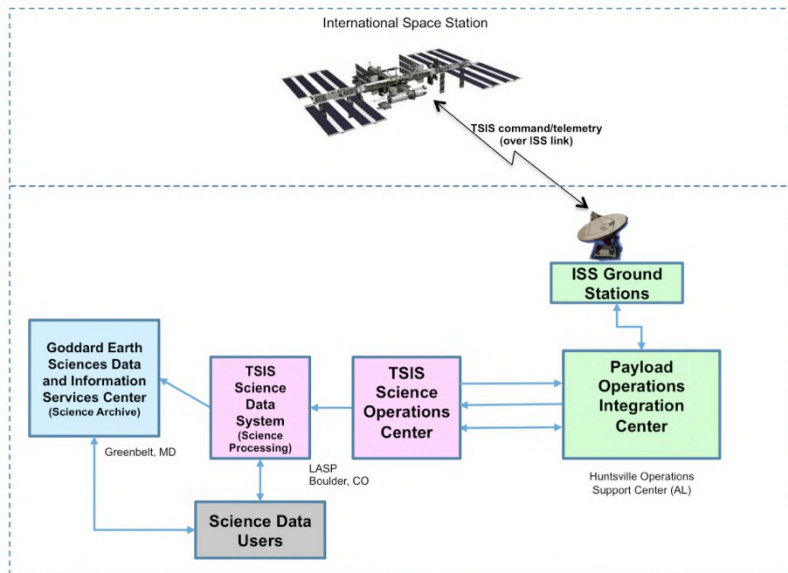 International Space Station
TSIS command/telemetry
(over ISS link)
ISS Ground
Stations
Goddard Earth
Sciences Data
and Information
Services Center
(Science Archive)
Greenbelt, MD
TSIS
Science
Data
System
(Science
Processing)
LASP
Boulder, CO
TSIS
Science
Operations
Center
Payload
Operations
Integration
Center
Huntsville Operations
Support Center (AL)
Science Data
Users